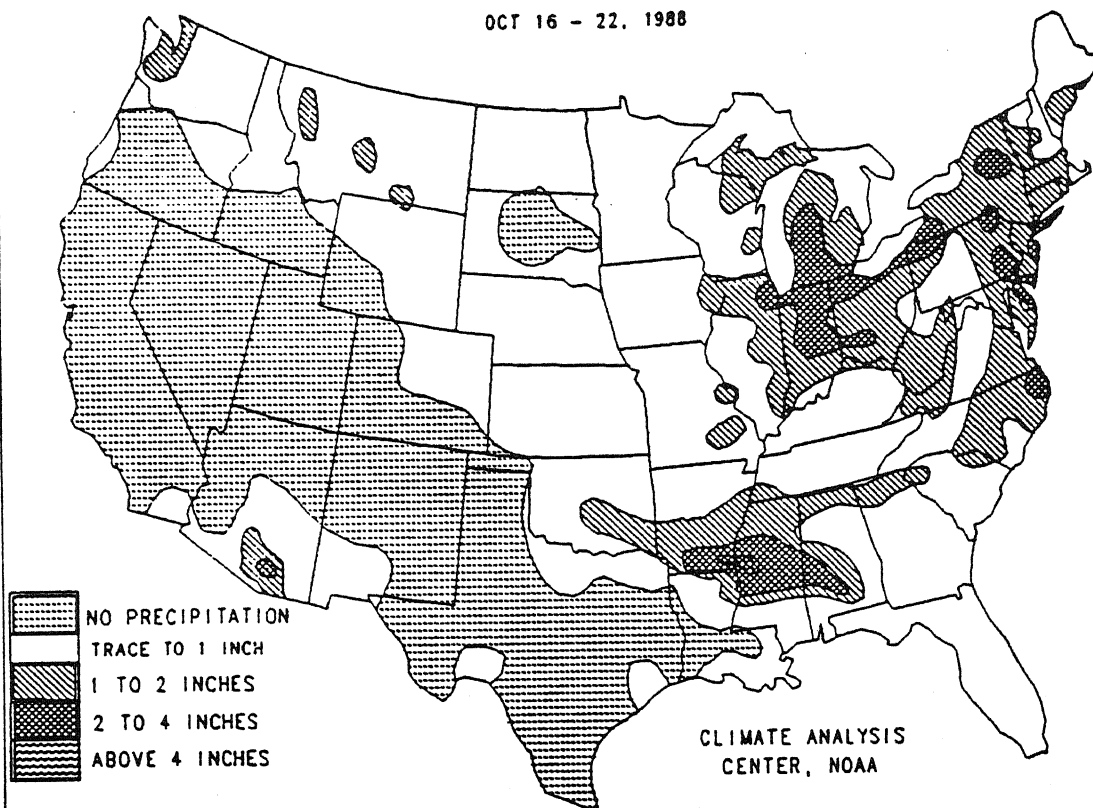 OCT 16 - 22, 1988
NO PRECIPITATION
TRACE TO 1 INCH
1 TO 2 INCHES
2 TO 4 INCHES
ABOVE 4 INCHES
CLIMATE ANALYSIS
CENTER, NOAA